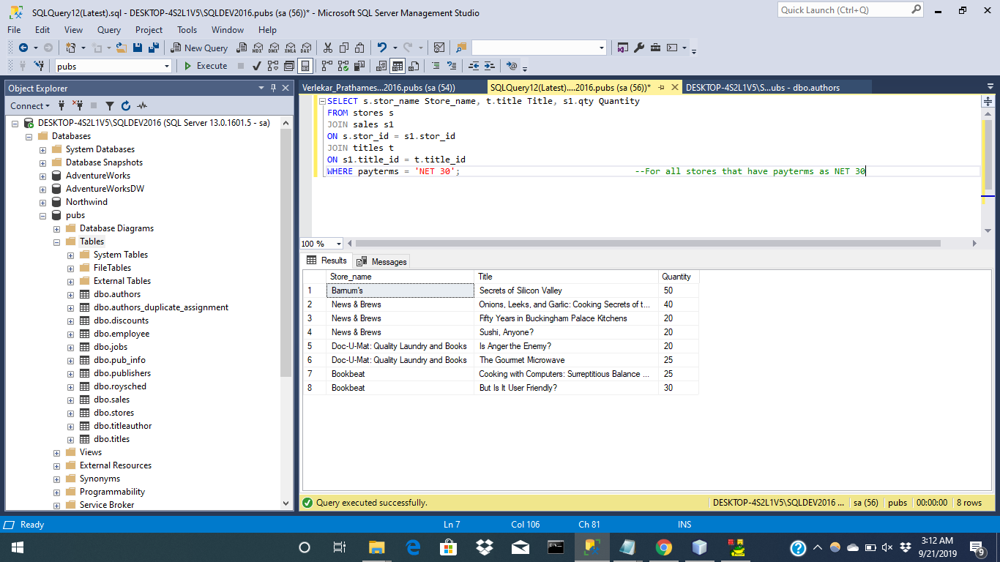 SQLQuery12(Latest).sql - DESKTOP-4S2L1V5\SQLDEV2016.pubs (sa (56))* - Microsoft SQL Server Management Studio
Quick Launch (Ctrl+Q)
File Edit View Query Project Tools Window Help
New Query MDX DMX XMLA DAX
pubs Execute
Object Explorer
Verlekar_Prathames...2016.pubs (sa (54)) SQLQuery12(Latest)....2016.pubs (sa (56))* DESKTOP-4S2L1V5\S...ubs - dbo.authors
Connect
DESKTOP-4S2L1V5\SQLDEV2016 (SQL Server 13.0.1601.5 - sa)
Databases
System Databases
Database Snapshots
AdventureWorks
AdventureWorksDW
Northwind
pubs
Database Diagrams
Tables
System Tables
FileTables
External Tables
dbo.authors
dbo.authors_duplicate_assignment
dbo.discounts
dbo.employee
dbo.jobs
dbo.pub_info
dbo.publishers
dbo.roysched
dbo.sales
dbo.stores
dbo.titleauthor
dbo.titles
Views
External Resources
Synonyms
Programmability
Service Broker
SELECT s.stor_name Store_name, t.title Title, s1.qty Quantity
FROM stores s
JOIN sales s1
ON s.stor_id = s1.stor_id
JOIN titles t
ON s1.title_id = t.title_id
WHERE payterms = 'NET 30'; --For all stores that have payterms as NET 30
100 %
Results Messages
Store_name Title Quantity
1 Barnum's Secrets of Silicon Valley 50
2 News & Brews Onions, Leeks, and Garlic: Cooking Secrets of t... 40
3 News & Brews Fifty Years in Buckingham Palace Kitchens 20
4 News & Brews Sushi, Anyone? 20
5 Doc-U-Mat: Quality Laundry and Books Is Anger the Enemy? 20
6 Doc-U-Mat: Quality Laundry and Books The Gourmet Microwave 25
7 Bookbeat Cooking with Computers: Surreptitious Balance ... 25
8 Bookbeat But Is It User Friendly? 30
Query executed successfully. DESKTOP-4S2L1V5\SQLDEV2016 ... sa (56) pubs 00:00:00 8 rows
Ready Ln 7 Col 106 Ch 81 INS
3:12 AM
9/21/2019
9